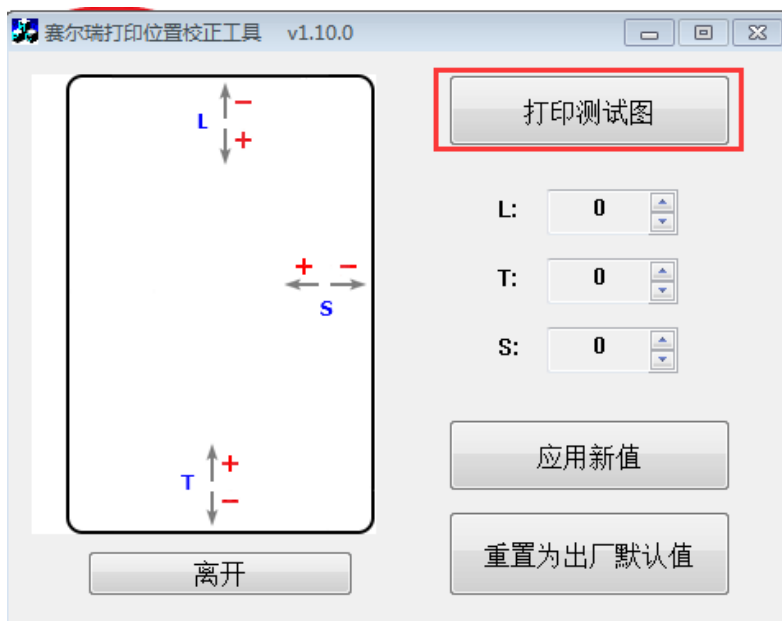 赛尔瑞打印位置校正工具 v1.10.0
L
−
+
+ −
S
T
+
−
离开
打印测试图
L: 0
T: 0
S: 0
应用新值
重置为出厂默认值